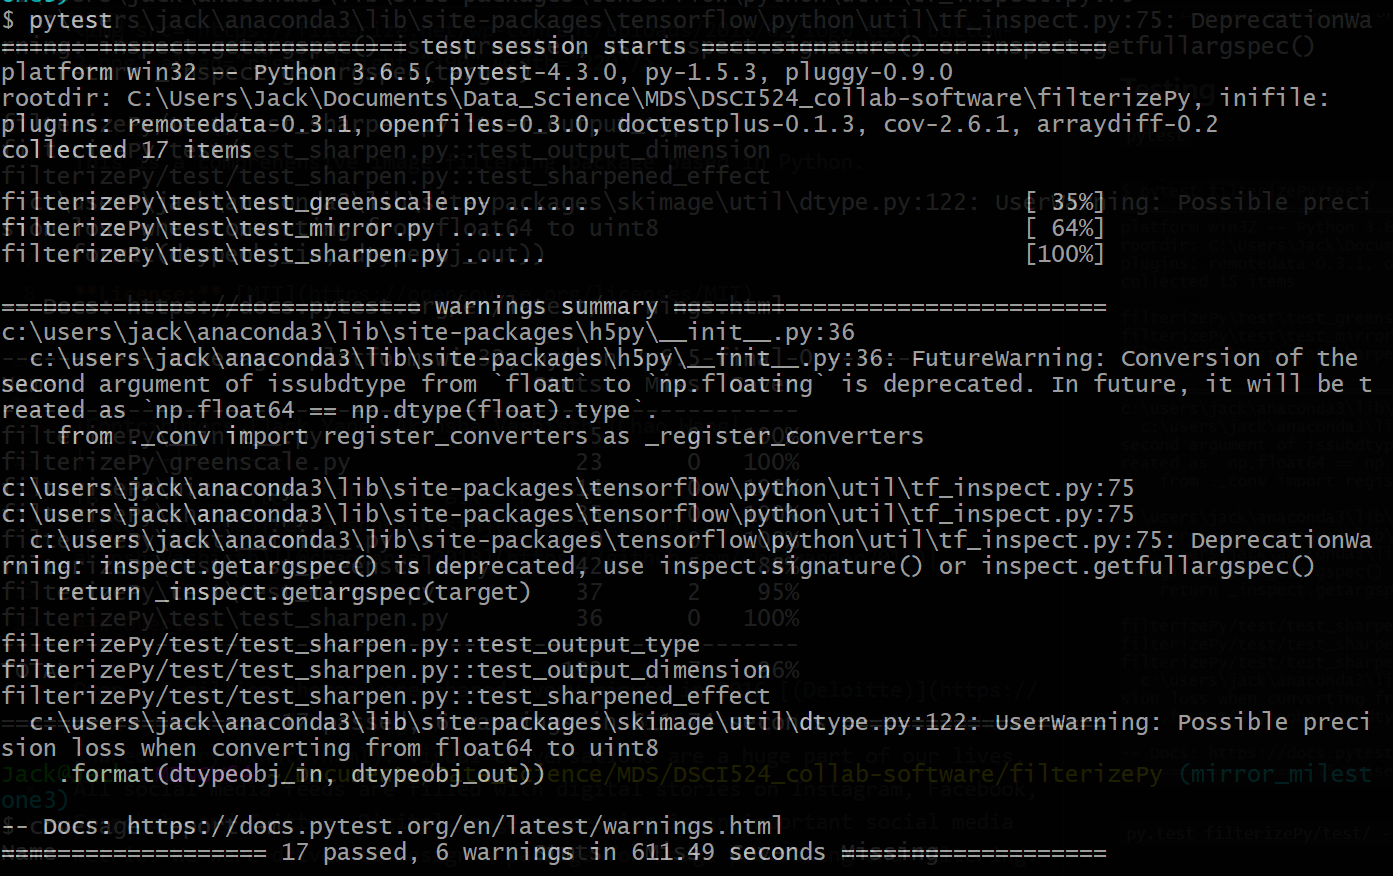 $ pytest
============================= test session starts =============================
platform win32 -- Python 3.6.5, pytest-4.3.0, py-1.5.3, pluggy-0.9.0
rootdir: C:\Users\Jack\Documents\Data_Science\MDS\DSCI524_collab-software\filterizePy, inifile:
plugins: remotedata-0.3.1, openfiles-0.3.0, doctestplus-0.1.3, cov-2.6.1, arraydiff-0.2
collected 17 items
filterizePy\test\test_greenscale.py ......                               [ 35%]
filterizePy\test\test_mirror.py .....                                    [ 64%]
filterizePy\test\test_sharpen.py ......                                  [100%]
============================== warnings summary ===============================
c:\users\jack\anaconda3\lib\site-packages\h5py\__init__.py:36
  c:\users\jack\anaconda3\lib\site-packages\h5py\__init__.py:36: FutureWarning: Conversion of the
second argument of issubdtype from `float` to `np.floating` is deprecated. In future, it will be t
reated as `np.float64 == np.dtype(float).type`.
    from ._conv import register_converters as _register_converters
c:\users\jack\anaconda3\lib\site-packages\tensorflow\python\util\tf_inspect.py:75
c:\users\jack\anaconda3\lib\site-packages\tensorflow\python\util\tf_inspect.py:75
  c:\users\jack\anaconda3\lib\site-packages\tensorflow\python\util\tf_inspect.py:75: DeprecationWa
rning: inspect.getargspec() is deprecated, use inspect.signature() or inspect.getfullargspec()
    return _inspect.getargspec(target)
filterizePy/test/test_sharpen.py::test_output_type
filterizePy/test/test_sharpen.py::test_output_dimension
filterizePy/test/test_sharpen.py::test_sharpened_effect
  c:\users\jack\anaconda3\lib\site-packages\skimage\util\dtype.py:122: UserWarning: Possible preci
sion loss when converting from float64 to uint8
    .format(dtypeobj_in, dtypeobj_out))
-- Docs: https://docs.pytest.org/en/latest/warnings.html
=================== 17 passed, 6 warnings in 11.49 seconds ====================